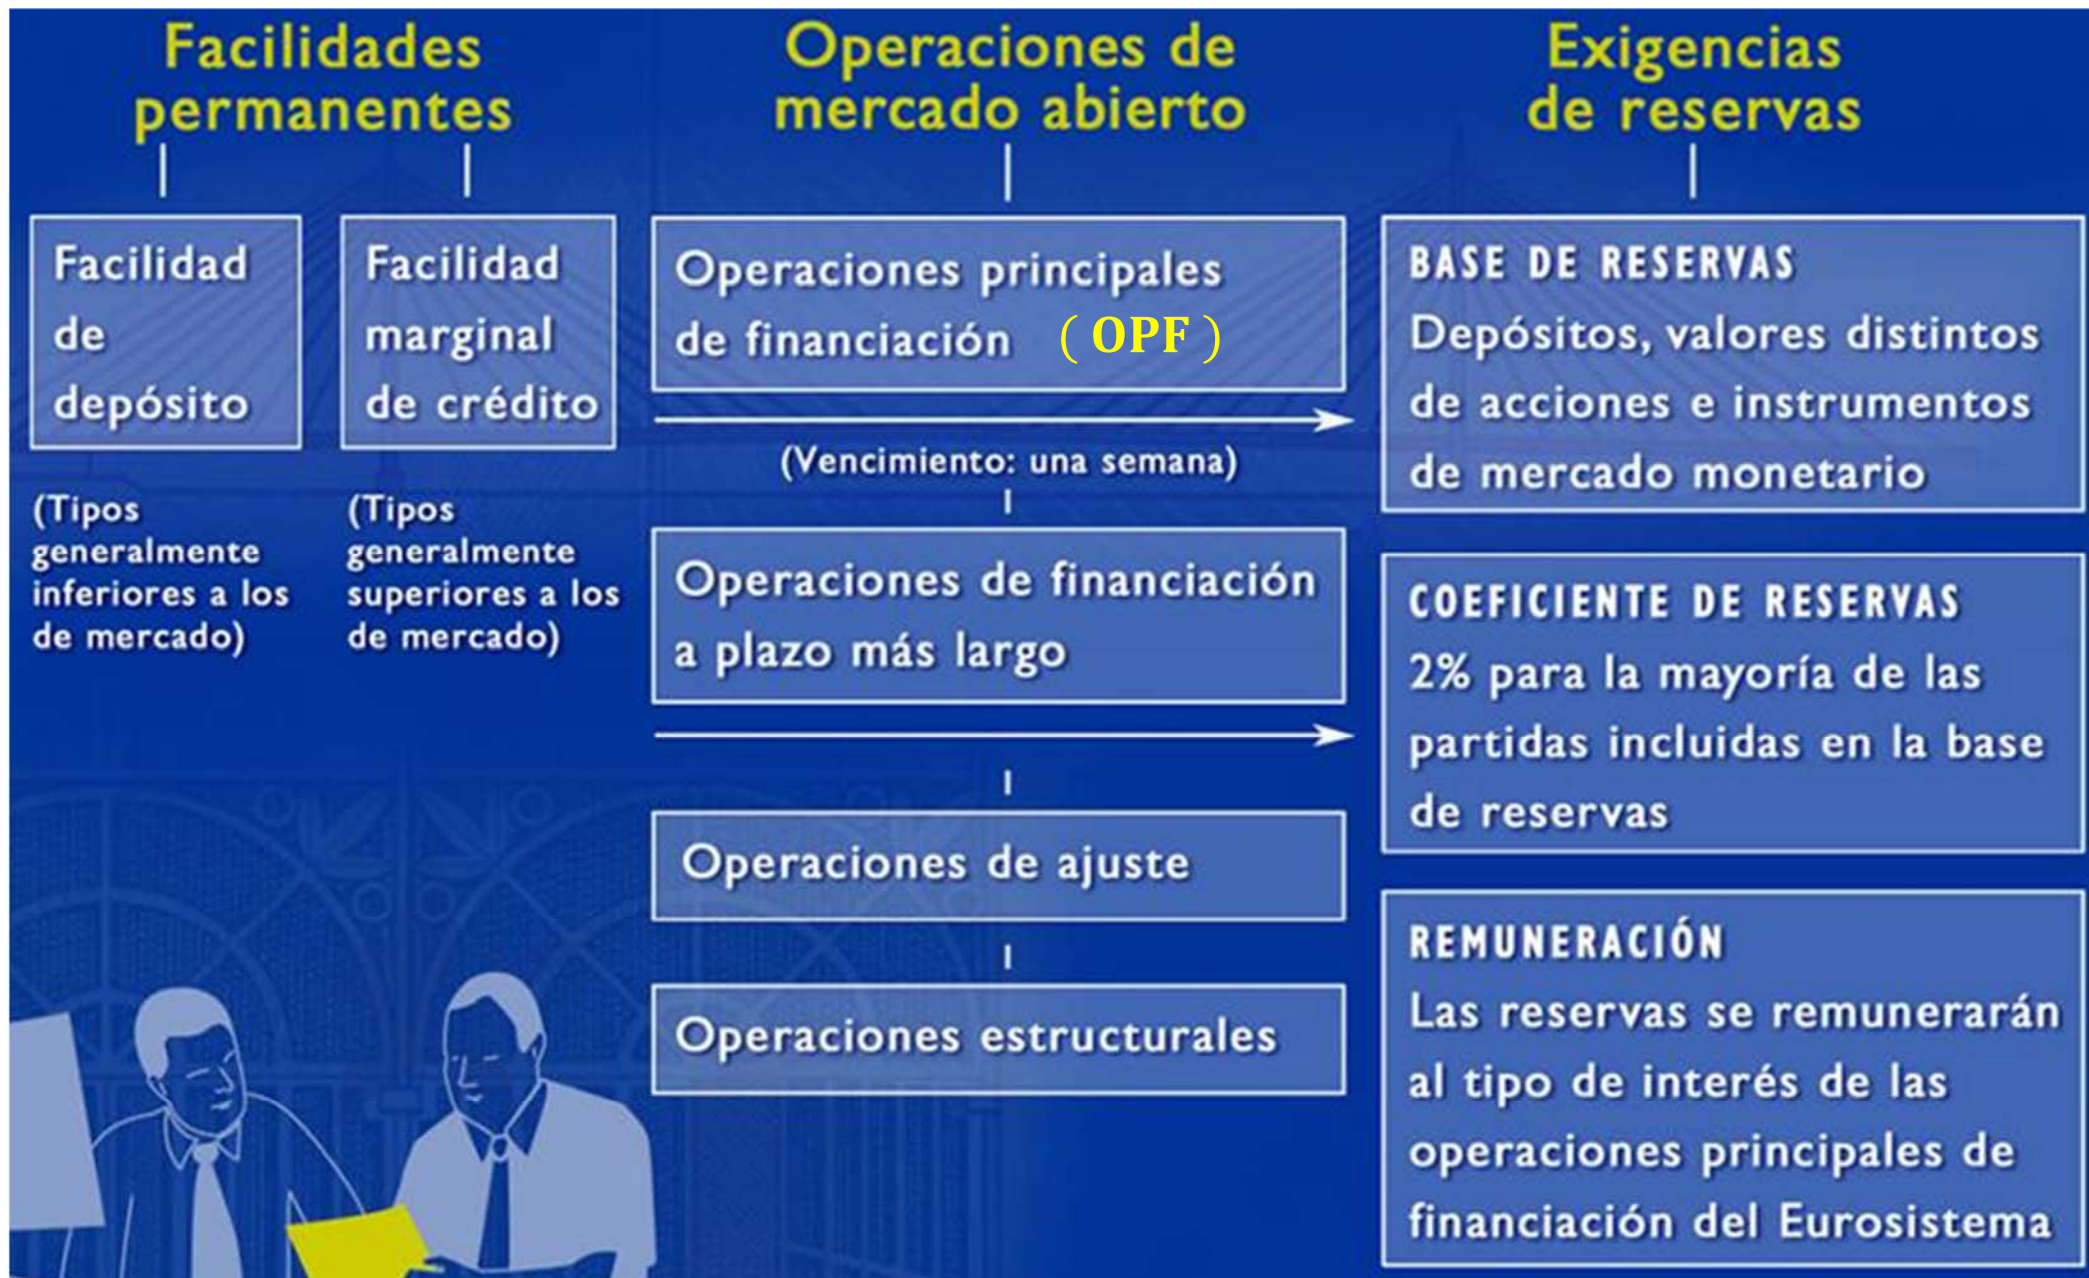 Facilidades
permanentes
Facilidad
de
depósito
(Tipos
generalmente
inferiores a los
de mercado)
Facilidad
marginal
de crédito
(Tipos
generalmente
superiores a los
de mercado)
Operaciones de
mercado abierto
Operaciones principales
de financiación ( OPF )
(Vencimiento: una semana)
Operaciones de financiación
a plazo más largo
Operaciones de ajuste
Operaciones estructurales
Exigencias
de reservas
BASE DE RESERVAS
Depósitos, valores distintos
de acciones e instrumentos
de mercado monetario
COEFICIENTE DE RESERVAS
2% para la mayoría de las
partidas incluidas en la base
de reservas
REMUNERACIÓN
Las reservas se remunerarán
al tipo de interés de las
operaciones principales de
financiación del Eurosistema